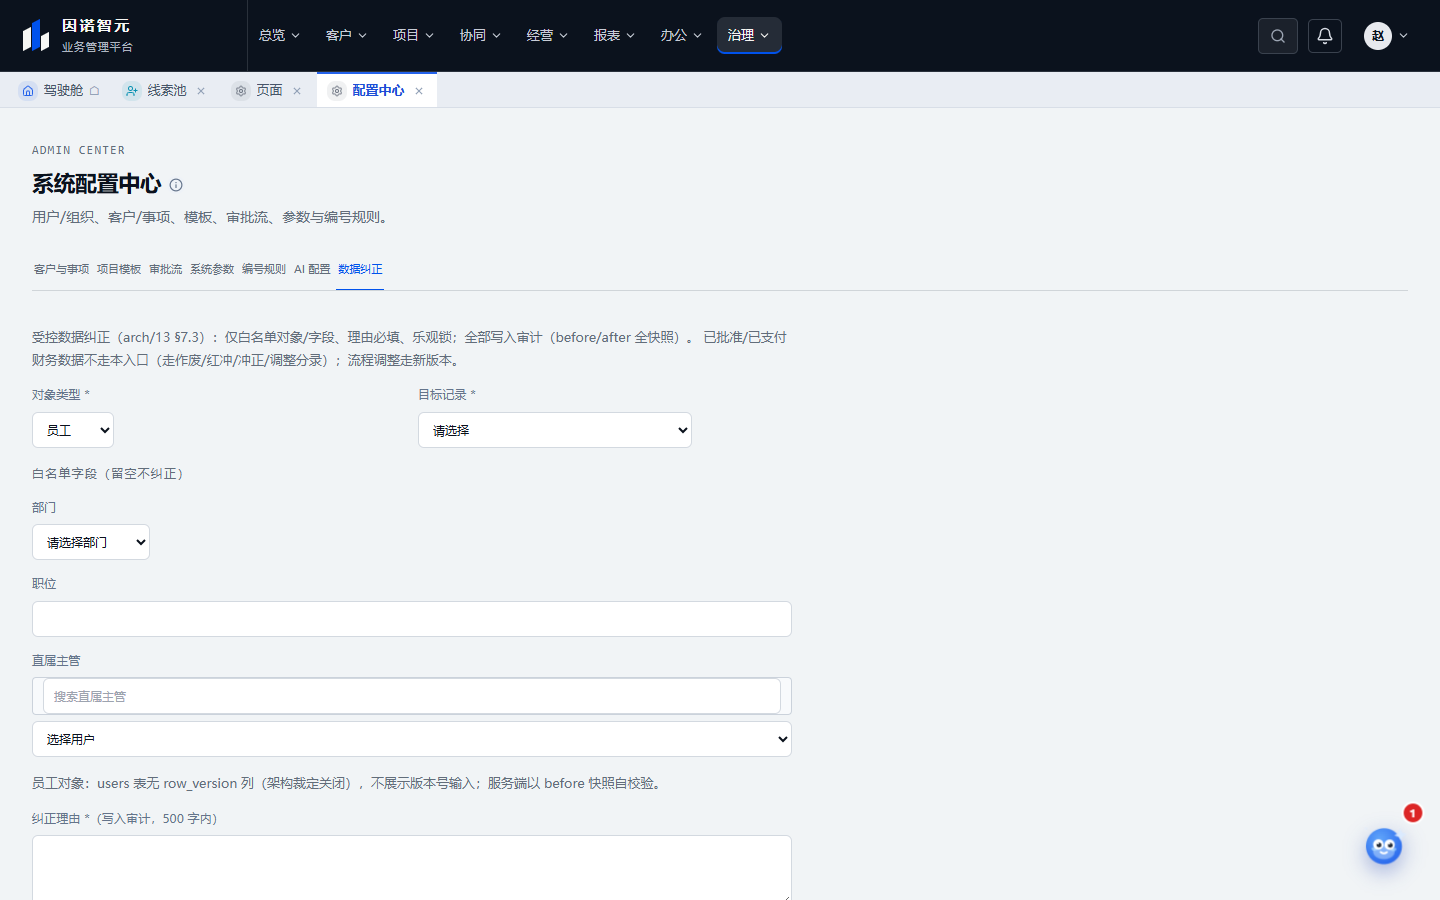 因诺智元
业务管理平台
总览 客户 项目 协同 经营 报表 办公 治理
赵
驾驶舱 线索池 页面 配置中心
ADMIN CENTER
系统配置中心
用户/组织、客户/事项、模板、审批流、参数与编号规则。
客户与事项 项目模板 审批流 系统参数 编号规则 AI 配置 数据纠正
受控数据纠正（arch/13 §7.3）：仅白名单对象/字段、理由必填、乐观锁；全部写入审计（before/after 全快照）。 已批准/已支付
财务数据不走本入口（走作废/红冲/冲正/调整分录）；流程调整走新版本。
对象类型 * 目标记录 *
员工 请选择
白名单字段（留空不纠正）
部门
请选择部门
职位
直属主管
搜索直属主管
选择用户
员工对象：users 表无 row_version 列（架构裁定关闭），不展示版本号输入；服务端以 before 快照自校验。
纠正理由 *（写入审计，500 字内）
1